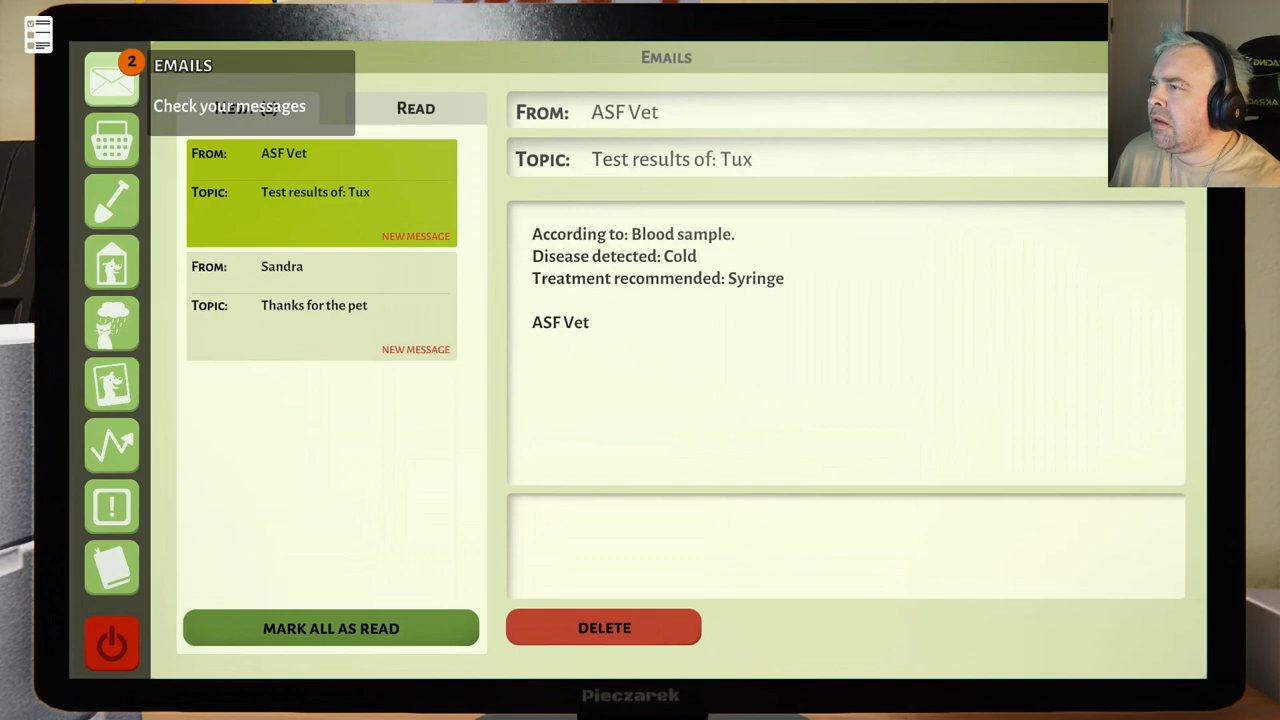 2
EMAILS
Check your messages
READ
FROM: ASF Vet
TOPIC: Test results of: Tux
NEW MESSAGE
FROM: Sandra
TOPIC: Thanks for the pet
NEW MESSAGE
MARK ALL AS READ
EMAILS
FROM: ASF Vet
TOPIC: Test results of: Tux
According to: Blood sample.
Disease detected: Cold
Treatment recommended: Syringe
ASF Vet
DELETE
Pieczarek